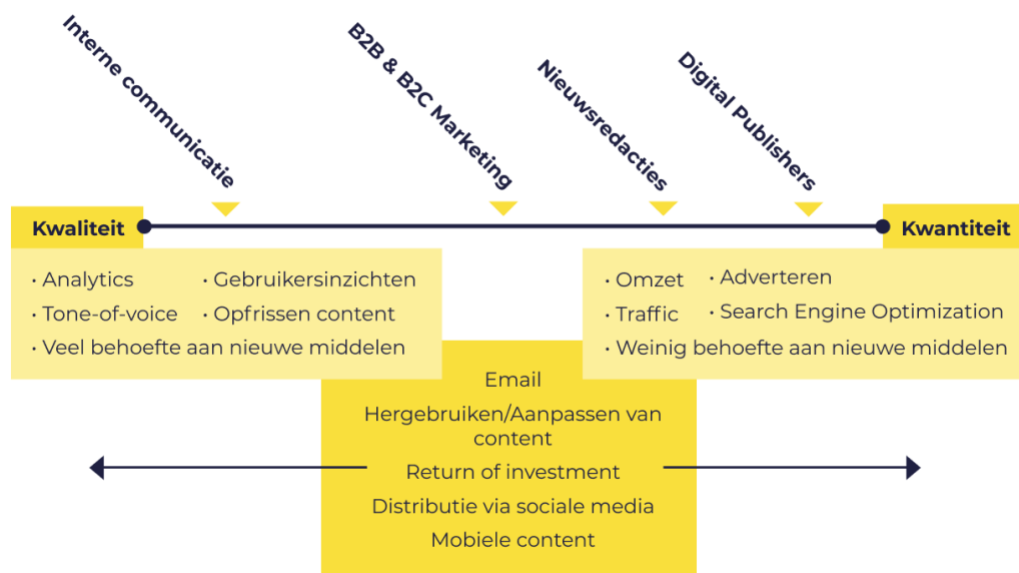 Interne communicatie
B2B & B2C Marketing
Nieuwsredacties
Digital Publishers
Kwaliteit
Kwantiteit
· Analytics
· Gebruikersinzichten
· Tone-of-voice
· Opfrissen content
· Veel behoefte aan nieuwe middelen
· Omzet
· Adverteren
· Traffic
· Search Engine Optimization
· Weinig behoefte aan nieuwe middelen
Email
Hergebruiken/Aanpassen van
content
Return of investment
Distributie via sociale media
Mobiele content